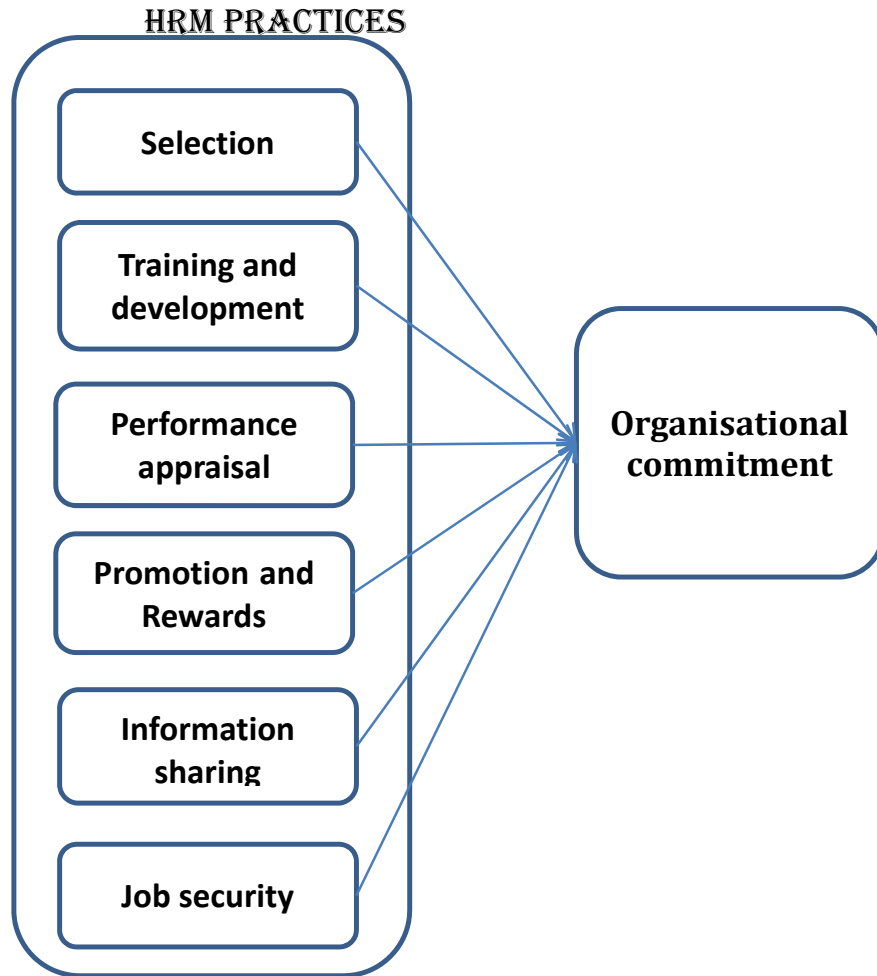 HRM PRACTICES
Selection
Training and
development
Performance
appraisal
Promotion and
Rewards
Information
sharing
Job security
Organisational
commitment